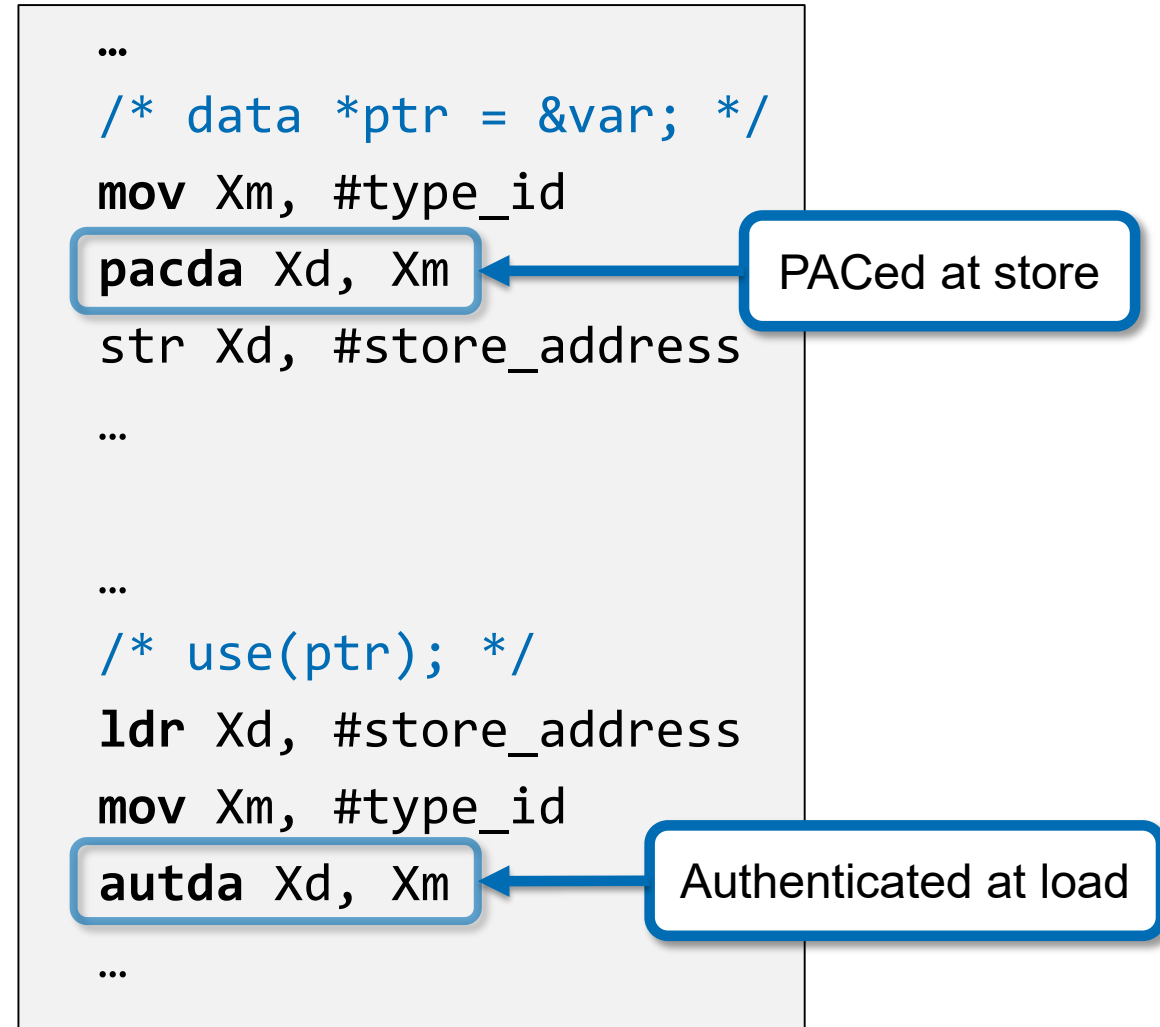 …
/* data *ptr = &var; */
mov Xm, #type_id
pacda Xd, Xm
PACed at store
str Xd, #store_address
…
…
/* use(ptr); */
ldr Xd, #store_address
mov Xm, #type_id
autda Xd, Xm
Authenticated at load
…